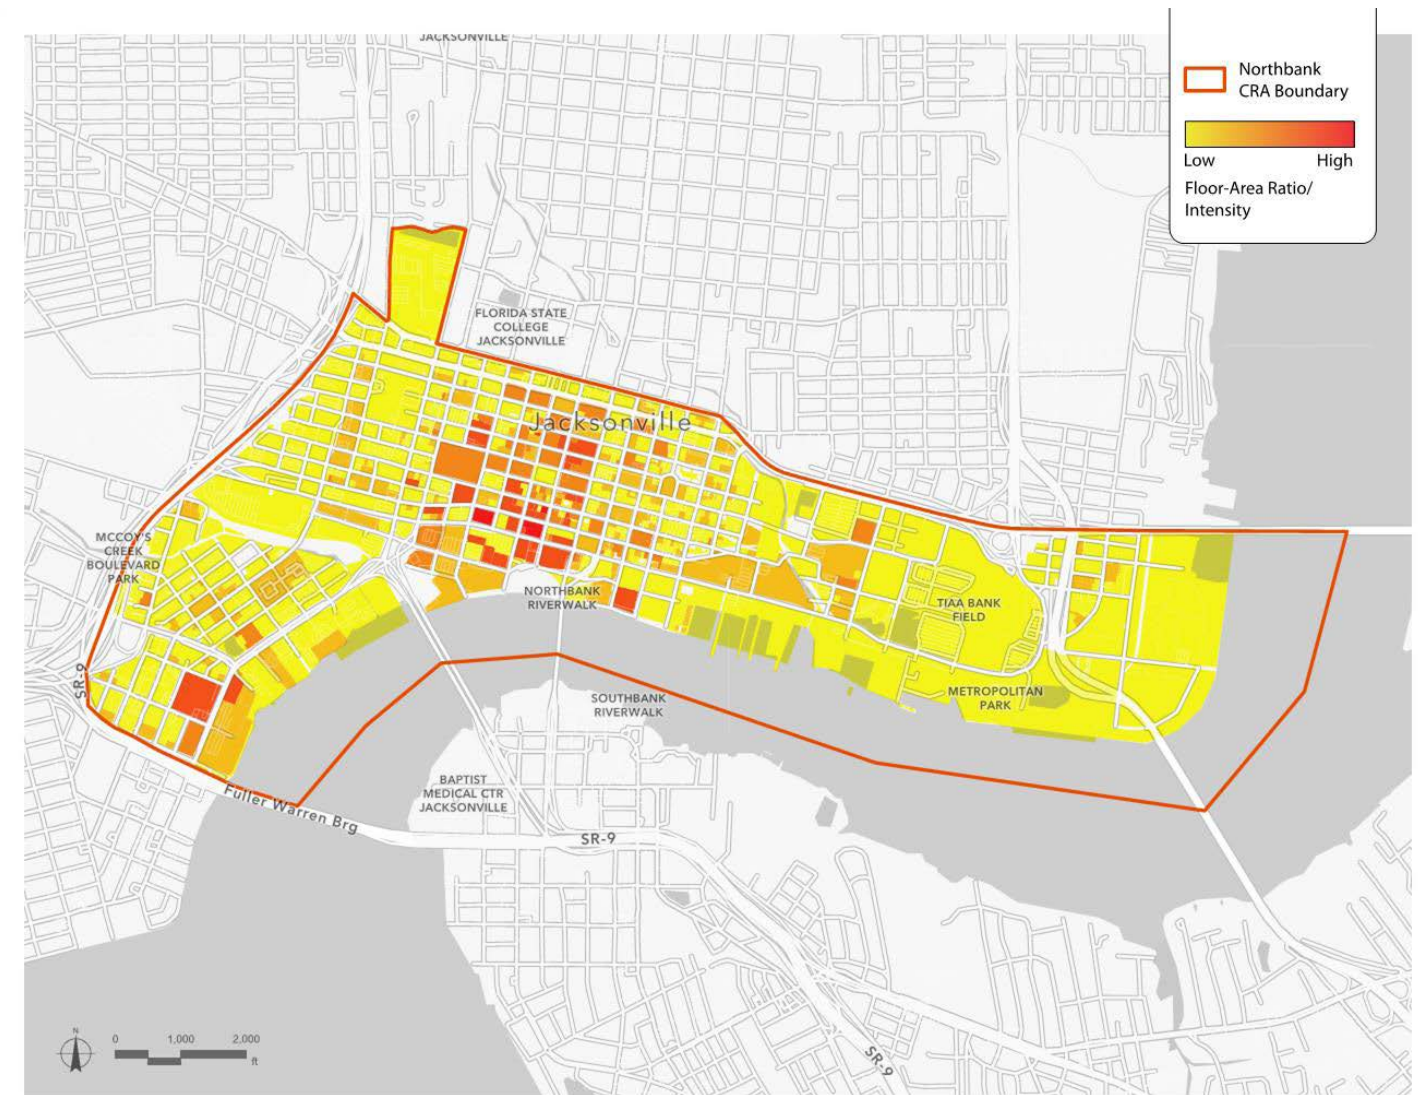 JACKSONVILLE
Northbank
CRA Boundary
Low High
Floor-Area Ratio/
Intensity
FLORIDA STATE
COLLEGE
JACKSONVILLE
Jacksonville
MCCOY'S
CREEK
BOULEVARD
PARK
NORTHBANK
RIVERWALK
TIAA BANK
FIELD
SR-9
SOUTHBANK
RIVERWALK
METROPOLITAN
PARK
BAPTIST
MEDICAL CTR
JACKSONVILLE
Fuller Warren Brg
SR-9
N
0 1,000 2,000
ft
SR-9